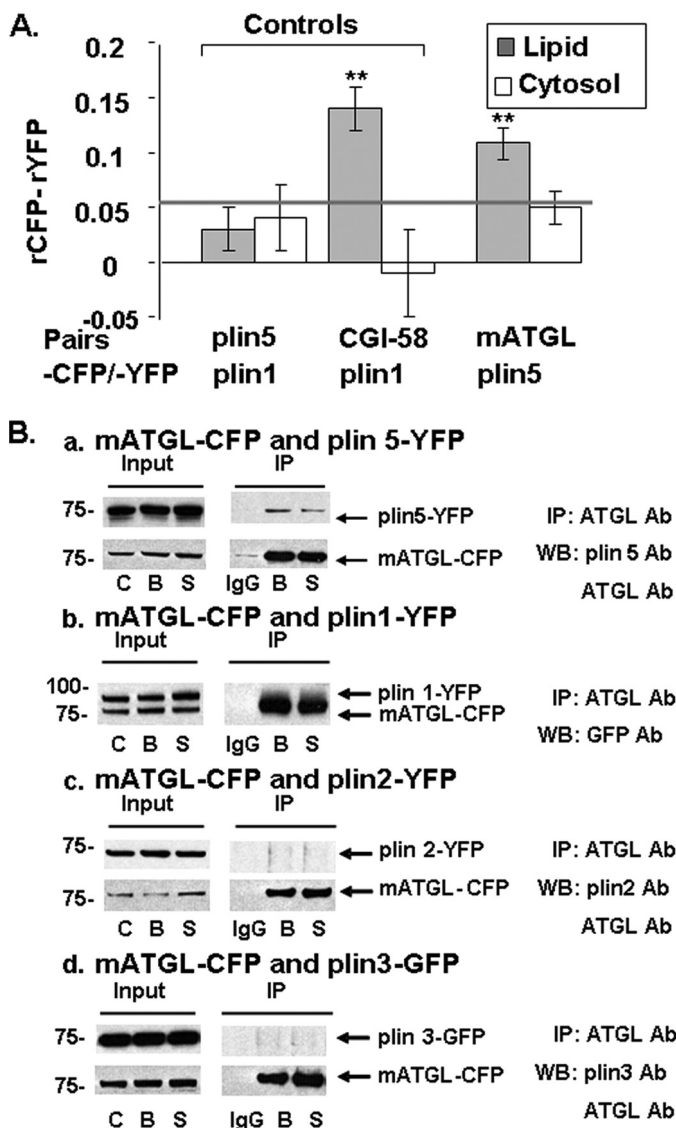 A.
Controls
Lipid
Cytosol
rCFP- rYFP
0.2
0.15
0.1
0.05
0
-0.05
**
**
Pairs plin5 CGI-58 mATGL
-CFP/-YFP plin1 plin1 plin5
B.
a. mATGL-CFP and plin 5-YFP
Input IP
75- plin5-YFP IP: ATGL Ab
75- mATGL-CFP WB: plin 5 Ab
C B S IgG B S ATGL Ab
b. mATGL-CFP and plin1-YFP
Input IP
100- plin 1-YFP IP: ATGL Ab
75- mATGL-CFP
C B S IgG B S WB: GFP Ab
c. mATGL-CFP and plin2-YFP
Input IP
75- plin 2-YFP IP: ATGL Ab
75- mATGL-CFP WB: plin2 Ab
C B S IgG B S ATGL Ab
d. mATGL-CFP and plin3-GFP
Input IP
75- plin 3-GFP IP: ATGL Ab
75- mATGL-CFP WB: plin3 Ab
C B S IgG B S ATGL Ab